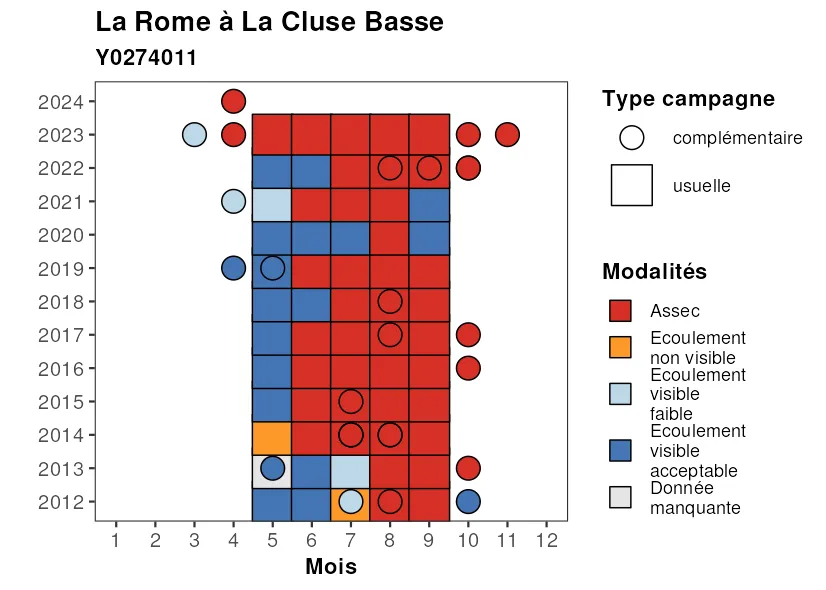 La Rome à La Cluse Basse
Y0274011
2024
2023
2022
2021
2020
2019
2018
2017
2016
2015
2014
2013
2012
1 2 3 4 5 6 7 8 9 10 11 12
Mois
Type campagne
complémentaire
usuelle
Modalités
Assec
Ecoulement
non visible
Ecoulement
visible
faible
Ecoulement
visible
acceptable
Donnée
manquante